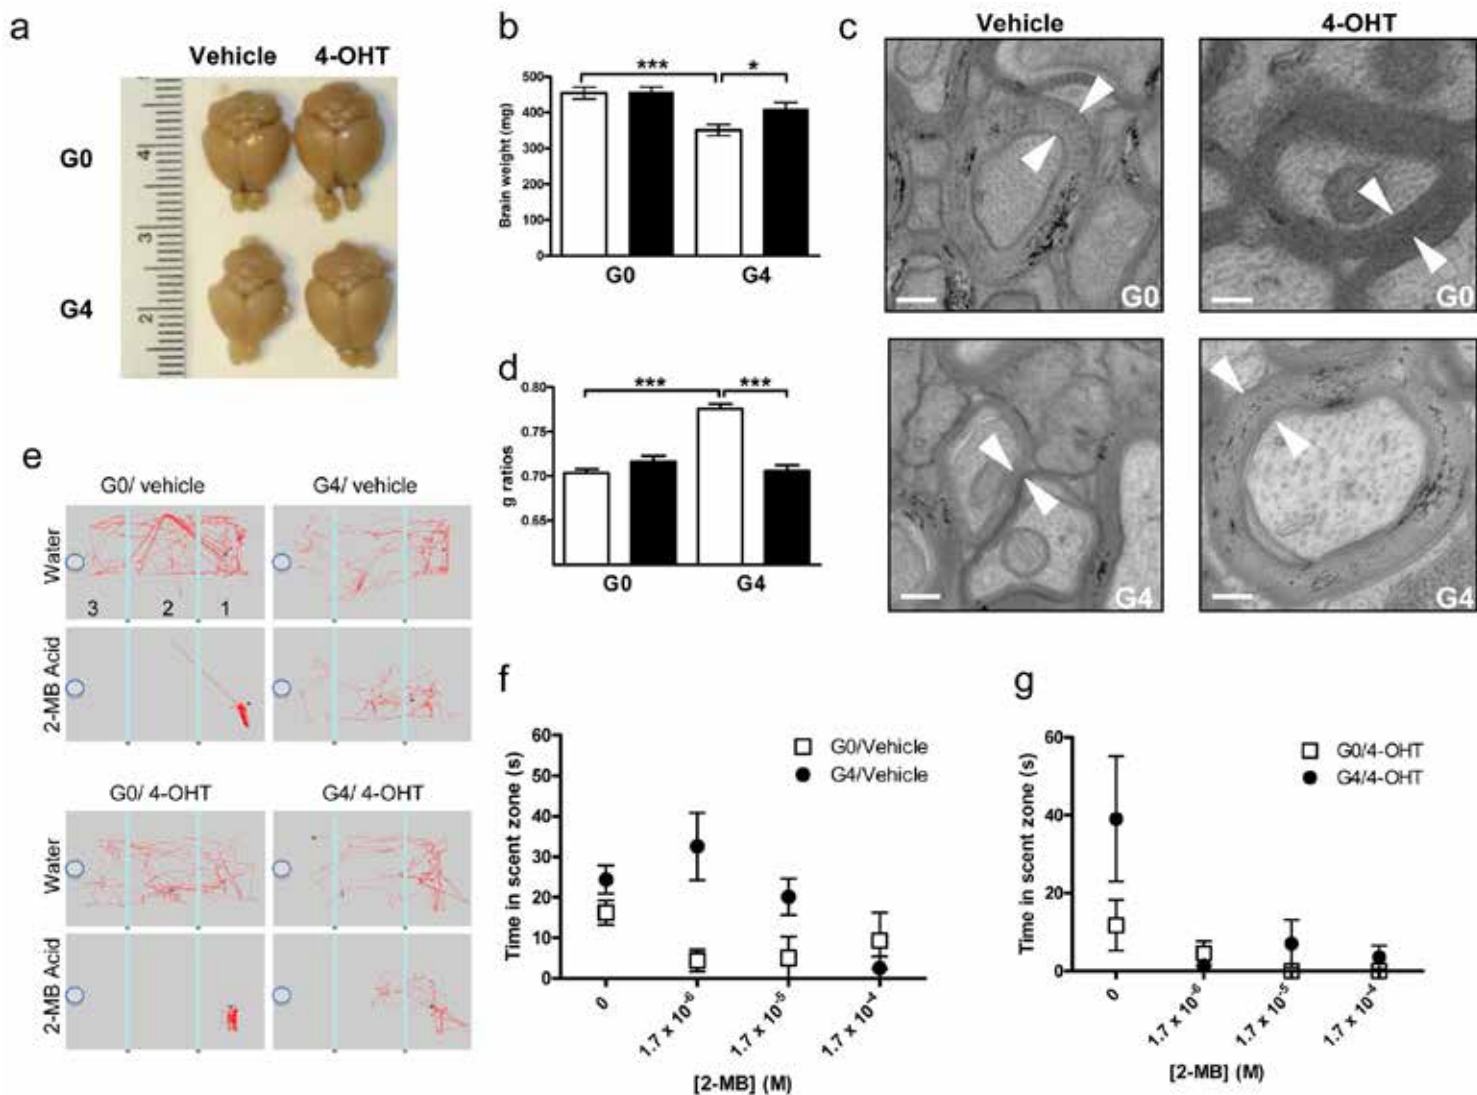 a
Vehicle 4-OHT
G0
G4
4
3
2
b
***
*
Brain weight (mg)
500
400
300
200
100
0
G0 G4
c
Vehicle 4-OHT
G0
G0
G4
G4
d
***
***
g ratios
0.80
0.75
0.70
0.65
G0 G4
e
G0/ vehicle G4/ vehicle
Water
3 2 1
2-MB Acid
G0/ 4-OHT G4/ 4-OHT
Water
2-MB Acid
f
G0/Vehicle
G4/Vehicle
Time in scent zone (s)
60
50
40
30
20
10
0
0 1.7 x 10⁻⁶ 1.7 x 10⁻⁵ 1.7 x 10⁻⁴
[2-MB] (M)
g
G0/4-OHT
G4/4-OHT
Time in scent zone (s)
60
40
20
0
0 1.7 x 10⁻⁶ 1.7 x 10⁻⁵ 1.7 x 10⁻⁴
[2-MB] (M)